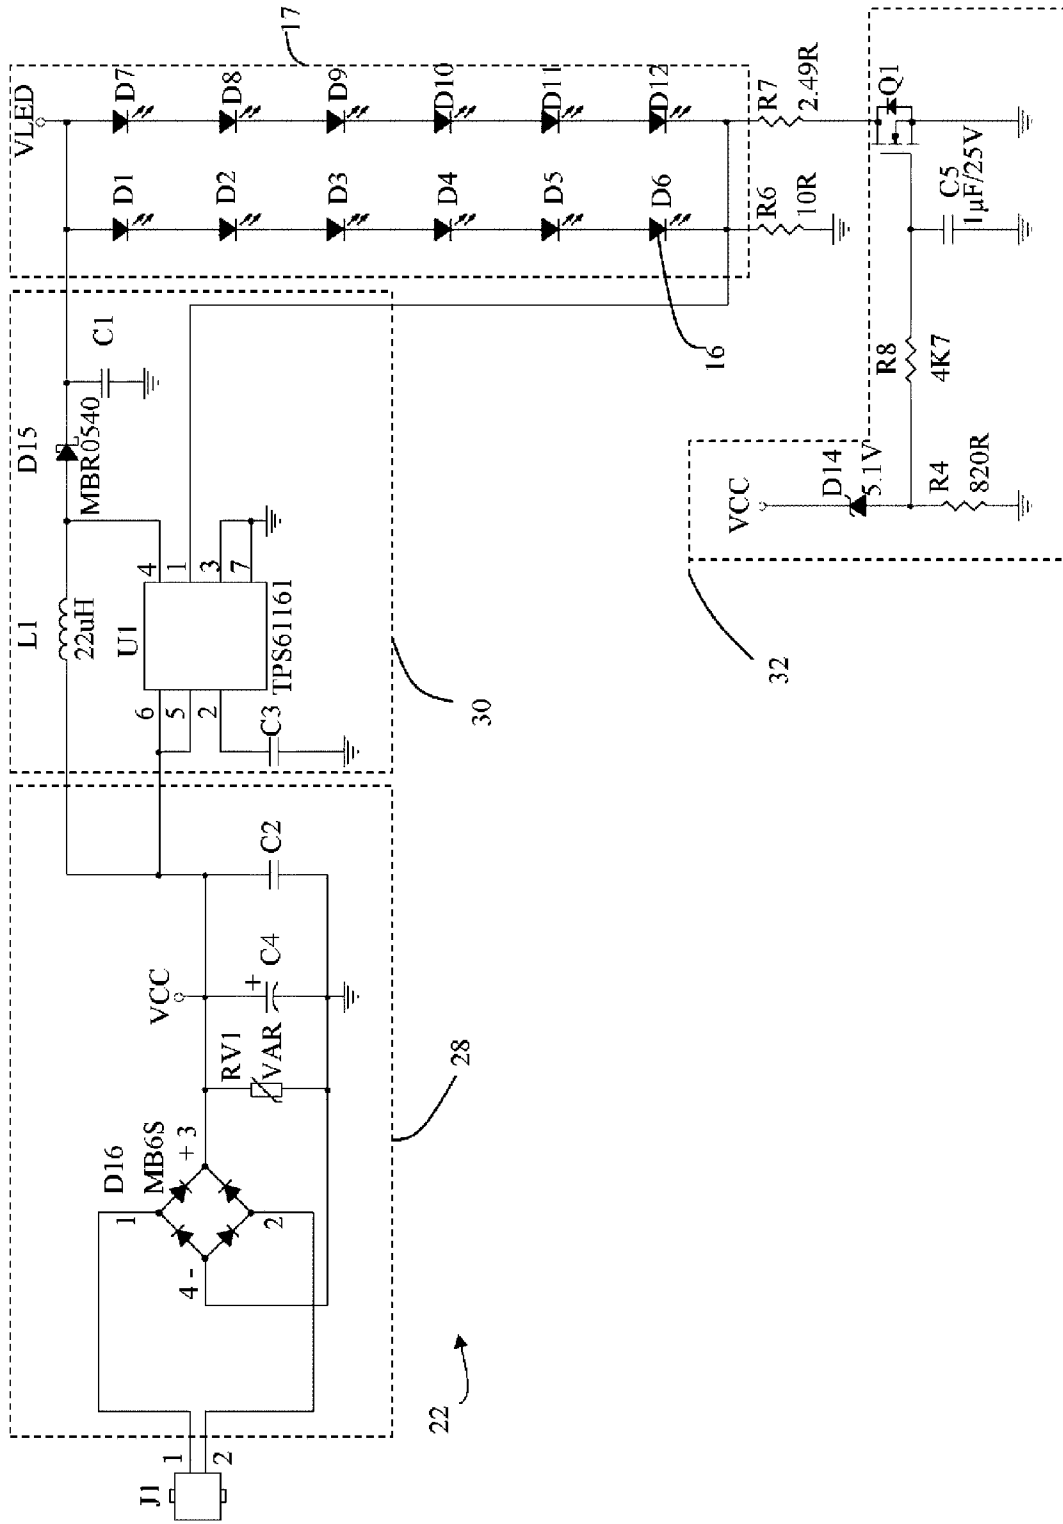 J1
1
2
D16
MB6S
1
+ 3
2
4 -
RV1
VAR
VCC
+
C4
C2
28
22
L1
22uH
U1
TPS61161
6
5
2
4
1
3
7
C3
D15
MBR0540
C1
30
VLED
D7
D8
D9
D10
D11
D12
D1
D2
D3
D4
D5
D6
17
16
R7
2.49R
R6
10R
Q1
C5
1µF/25V
R8
4K7
VCC
D14
5.1V
R4
820R
32